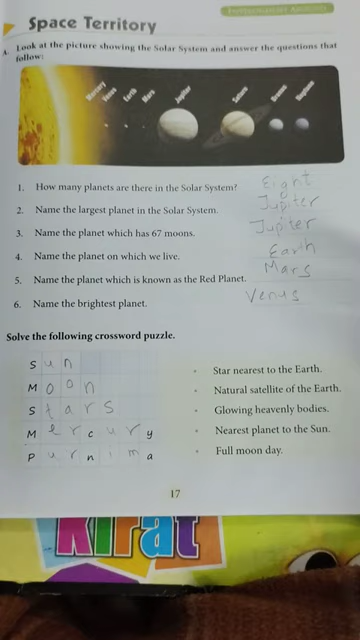 Space Territory
A. Look at the picture showing the Solar System and answer the questions that
follow:
Mercury Venus Earth Mars Jupiter Saturn Uranus Neptune
1. How many planets are there in the Solar System? Eight
2. Name the largest planet in the Solar System. Jupiter
3. Name the planet which has 67 moons. Jupiter
4. Name the planet on which we live. Earth
5. Name the planet which is known as the Red Planet. Mars
6. Name the brightest planet. Venus
Solve the following crossword puzzle.
Sun • Star nearest to the Earth.
Moon • Natural satellite of the Earth.
Stars • Glowing heavenly bodies.
Mercury • Nearest planet to the Sun.
Purnima • Full moon day.
17
Kirat